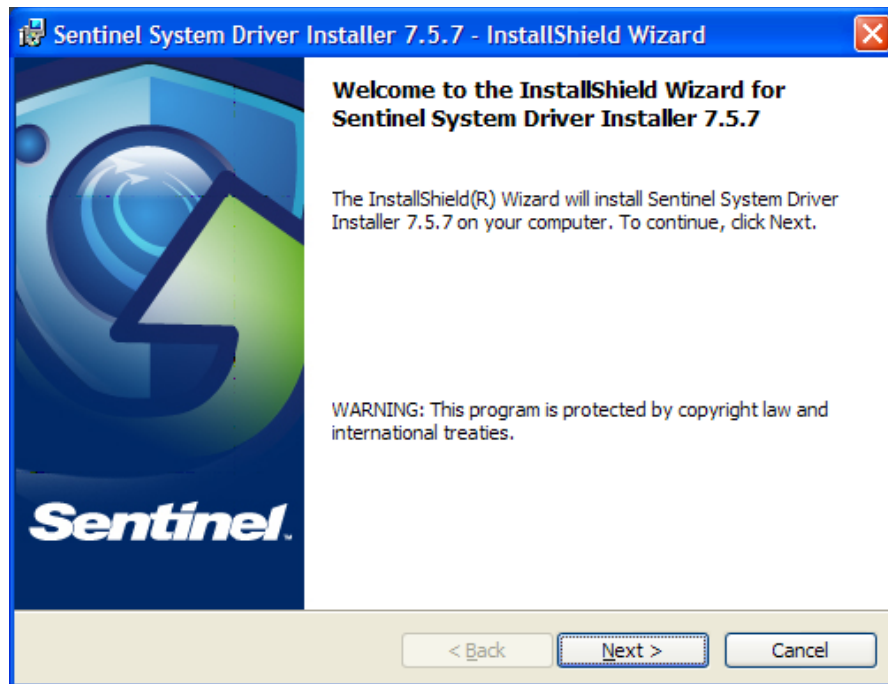 Sentinel System Driver Installer 7.5.7 - InstallShield Wizard
Welcome to the InstallShield Wizard for
Sentinel System Driver Installer 7.5.7
The InstallShield(R) Wizard will install Sentinel System Driver
Installer 7.5.7 on your computer. To continue, click Next.
WARNING: This program is protected by copyright law and
international treaties.
Sentinel.
< Back
Next >
Cancel